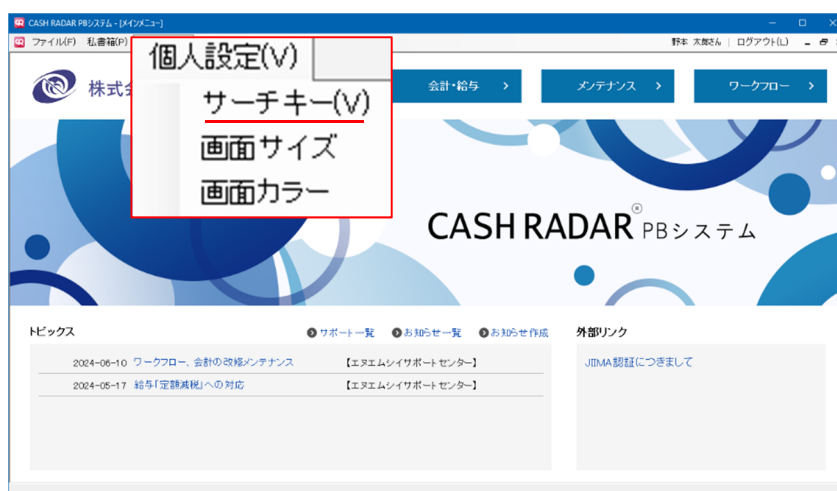 CASH RADAR PBシステム - [メインメニュー]
ファイル(F) 私書箱(P)
野本 太郎さん | ログアウト(L)
個人設定(V)
サーチキー(V)
画面サイズ
画面カラー
株式会
会計・給与
メンテナンス
ワークフロー
CASH RADAR® PBシステム
トピックス
サポート一覧 お知らせ一覧 お知らせ作成
外部リンク
2024-06-10 ワークフロー、会計の改修メンテナンス 【エヌエムシイサポートセンター】
JIIMA認証につきまして
2024-05-17 給与「定額減税」への対応 【エヌエムシイサポートセンター】